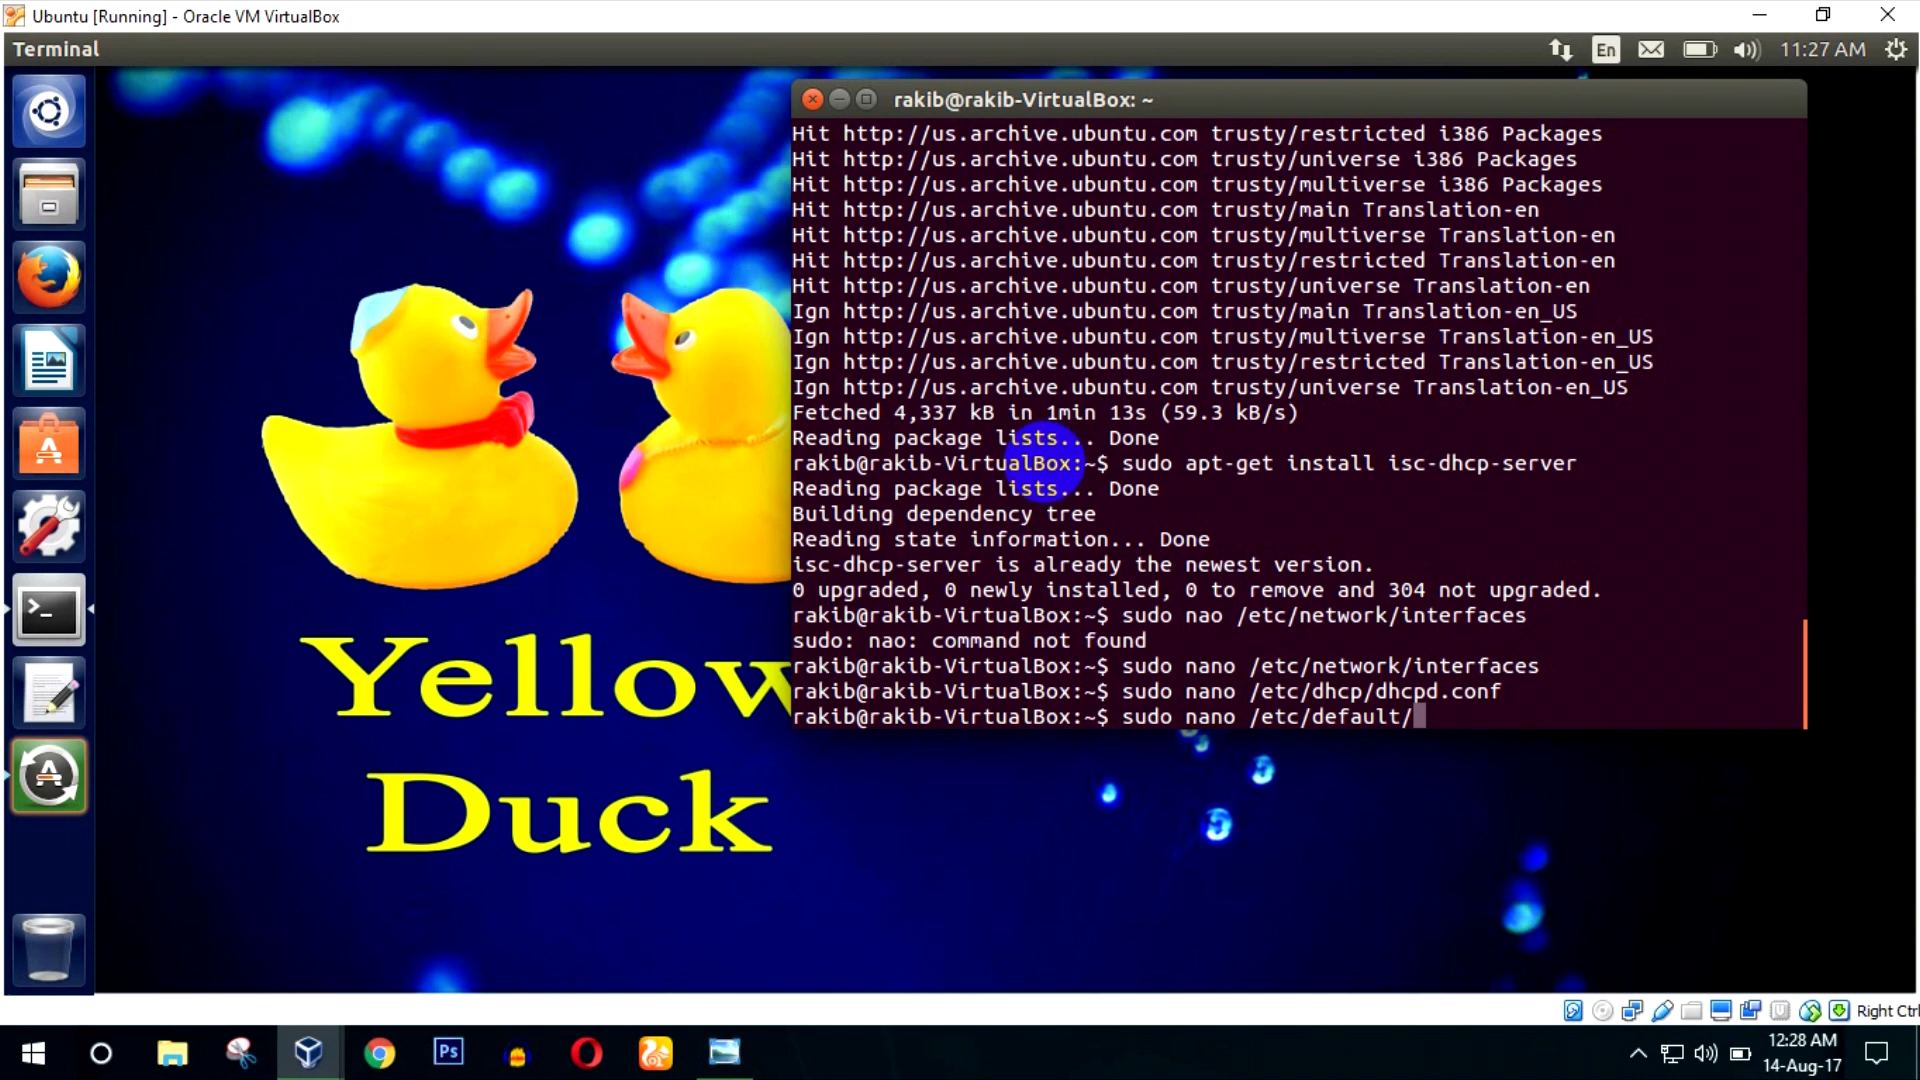 Ubuntu [Running] - Oracle VM VirtualBox
Terminal
En
11:27 AM
rakib@rakib-VirtualBox: ~
Hit http://us.archive.ubuntu.com trusty/restricted i386 Packages
Hit http://us.archive.ubuntu.com trusty/universe i386 Packages
Hit http://us.archive.ubuntu.com trusty/multiverse i386 Packages
Hit http://us.archive.ubuntu.com trusty/main Translation-en
Hit http://us.archive.ubuntu.com trusty/multiverse Translation-en
Hit http://us.archive.ubuntu.com trusty/restricted Translation-en
Hit http://us.archive.ubuntu.com trusty/universe Translation-en
Ign http://us.archive.ubuntu.com trusty/main Translation-en_US
Ign http://us.archive.ubuntu.com trusty/multiverse Translation-en_US
Ign http://us.archive.ubuntu.com trusty/restricted Translation-en_US
Ign http://us.archive.ubuntu.com trusty/universe Translation-en_US
Fetched 4,337 kB in 1min 13s (59.3 kB/s)
Reading package lists... Done
rakib@rakib-VirtualBox:~$ sudo apt-get install isc-dhcp-server
Reading package lists... Done
Building dependency tree
Reading state information... Done
isc-dhcp-server is already the newest version.
0 upgraded, 0 newly installed, 0 to remove and 304 not upgraded.
rakib@rakib-VirtualBox:~$ sudo nao /etc/network/interfaces
sudo: nao: command not found
rakib@rakib-VirtualBox:~$ sudo nano /etc/network/interfaces
rakib@rakib-VirtualBox:~$ sudo nano /etc/dhcp/dhcpd.conf
rakib@rakib-VirtualBox:~$ sudo nano /etc/default/
Yellow
Duck
Right Ctrl
Ps
12:28 AM
14-Aug-17